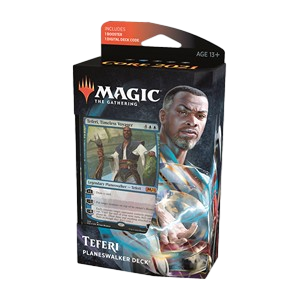 INCLUDES
1 BOOSTER
1 DIGITAL DECK CODE
AGE 13+
CORE 2021
MAGIC
THE GATHERING
Teferi, Timeless Voyager
Legendary Planeswalker — Teferi
TEFERI
PLANESWALKER DECK